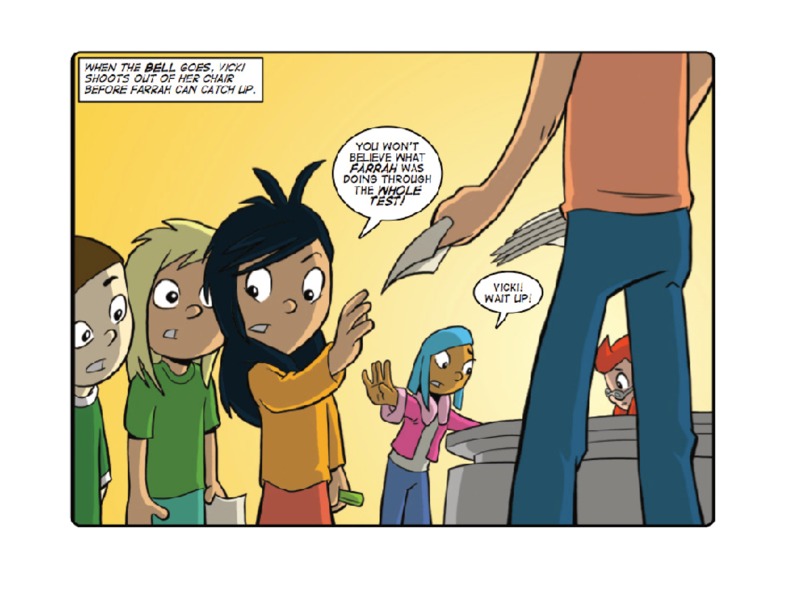 WHEN THE BELL GOES, VICKI
SHOOTS OUT OF HER CHAIR
BEFORE FARRAH CAN CATCH UP.
YOU WON'T
BELIEVE WHAT
FARRAH WAS
DOING THROUGH
THE WHOLE
TEST!
VICKI!
WAIT UP!